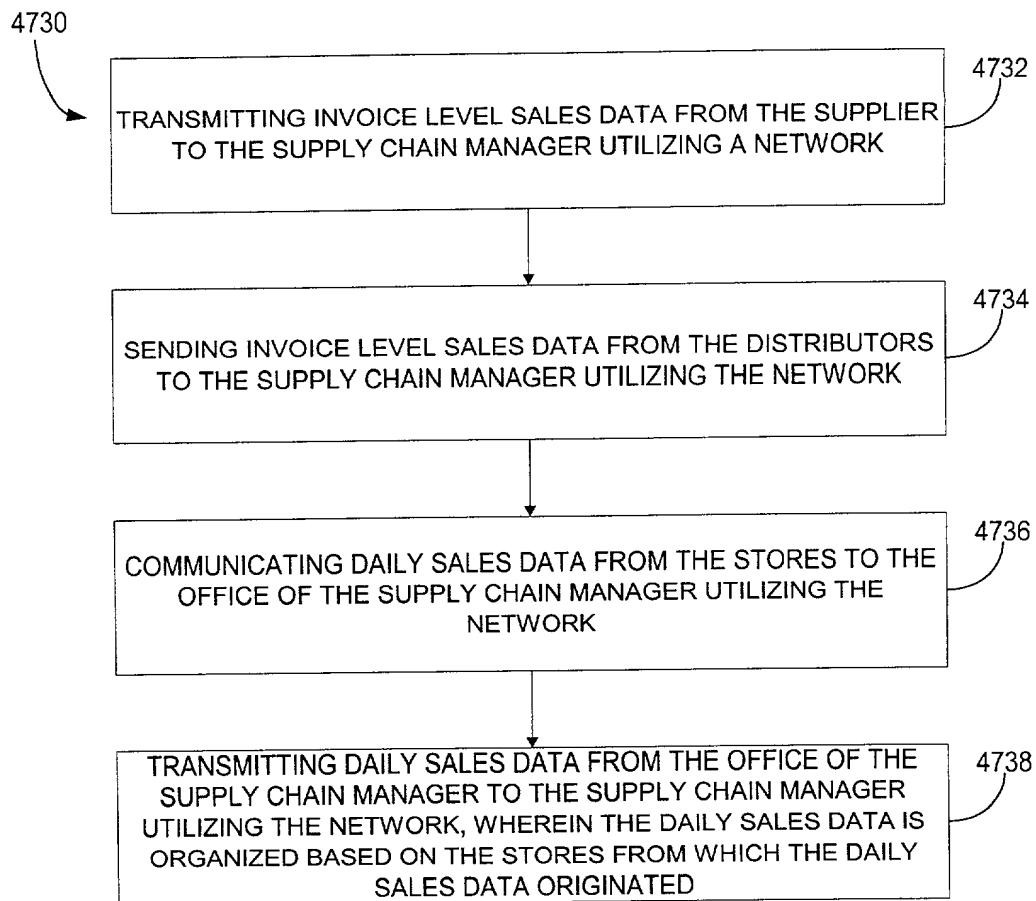 4730
4732
TRANSMITTING INVOICE LEVEL SALES DATA FROM THE SUPPLIER
TO THE SUPPLY CHAIN MANAGER UTILIZING A NETWORK
4734
SENDING INVOICE LEVEL SALES DATA FROM THE DISTRIBUTORS
TO THE SUPPLY CHAIN MANAGER UTILIZING THE NETWORK
4736
COMMUNICATING DAILY SALES DATA FROM THE STORES TO THE
OFFICE OF THE SUPPLY CHAIN MANAGER UTILIZING THE
NETWORK
4738
TRANSMITTING DAILY SALES DATA FROM THE OFFICE OF THE
SUPPLY CHAIN MANAGER TO THE SUPPLY CHAIN MANAGER
UTILIZING THE NETWORK, WHEREIN THE DAILY SALES DATA IS
ORGANIZED BASED ON THE STORES FROM WHICH THE DAILY
SALES DATA ORIGINATED